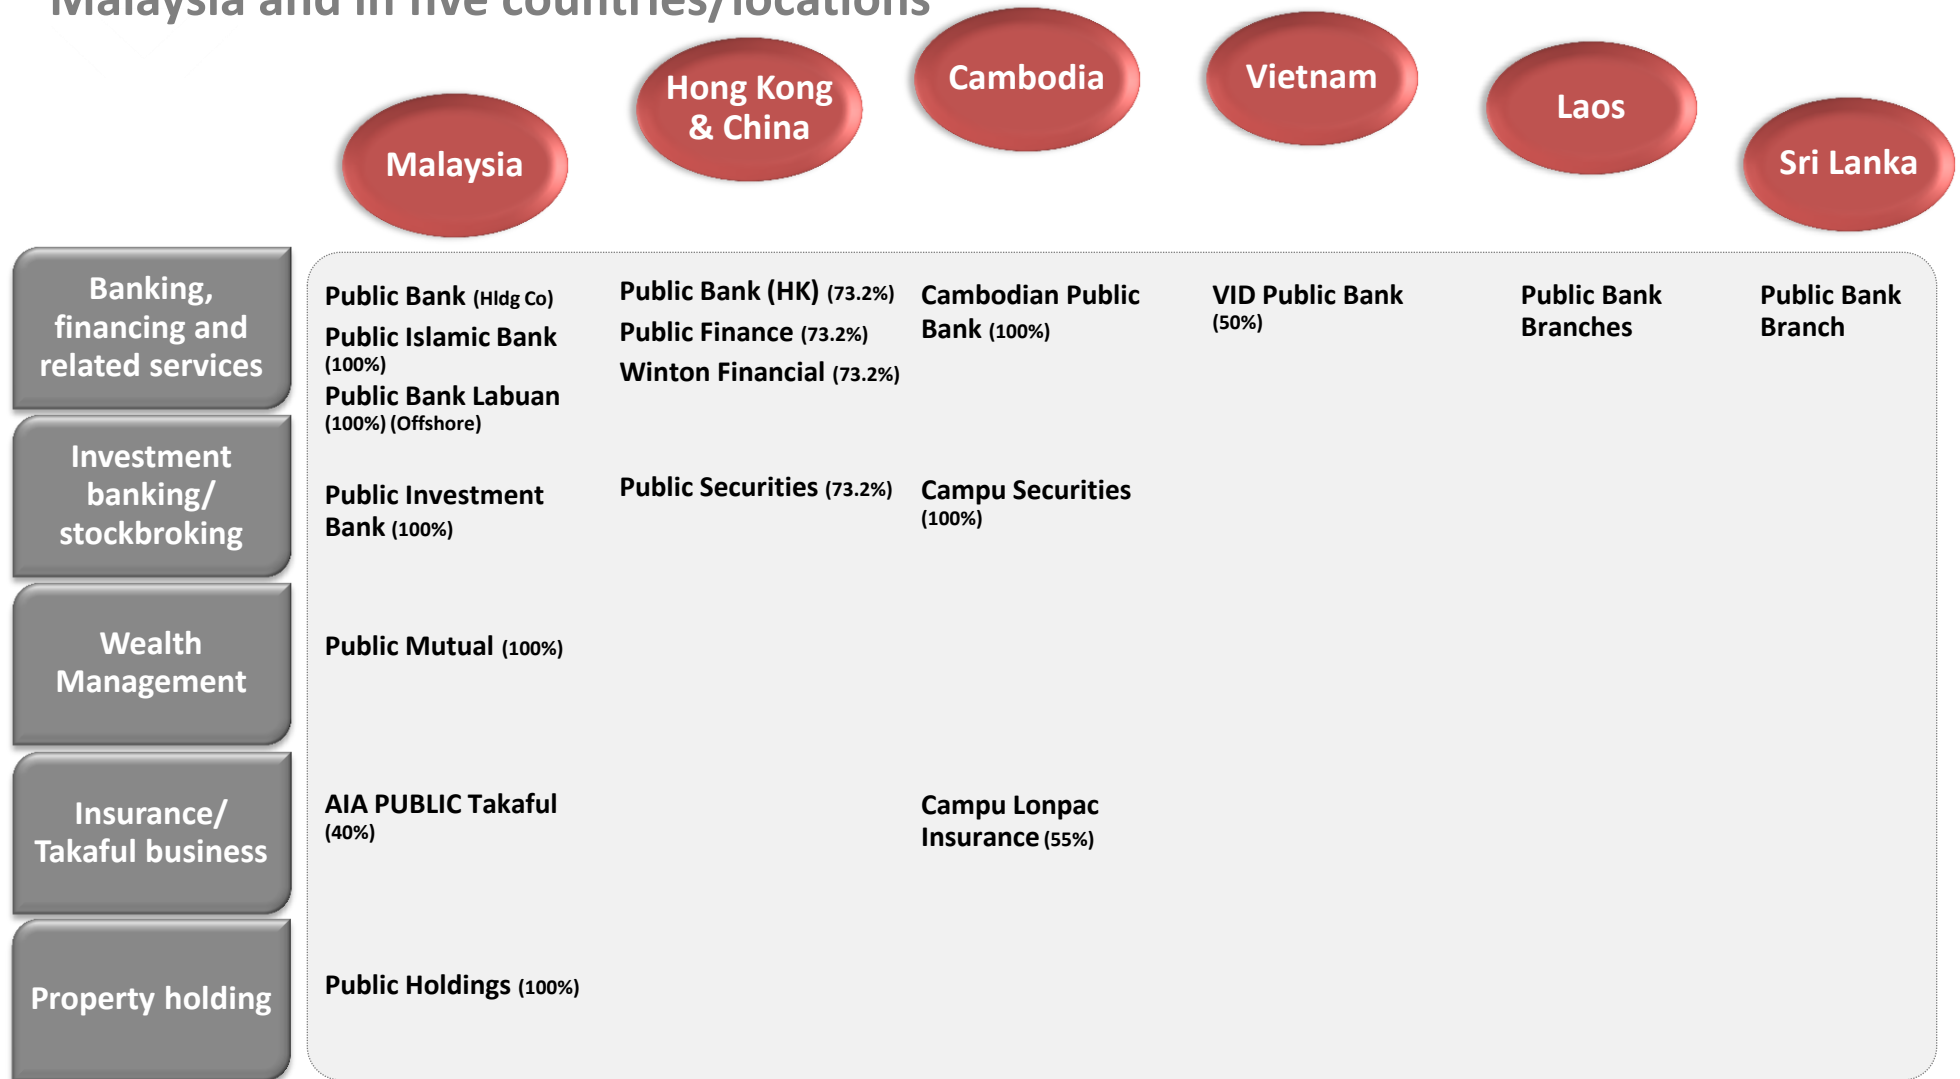 Malaysia and in five countries/locations
Malaysia
Hong Kong
& China
Cambodia
Vietnam
Laos
Sri Lanka
Banking,
financing and
related services
Public Bank (Hldg Co)
Public Islamic Bank
(100%)
Public Bank Labuan
(100%) (Offshore)
Public Bank (HK) (73.2%)
Public Finance (73.2%)
Winton Financial (73.2%)
Cambodian Public
Bank (100%)
VID Public Bank
(50%)
Public Bank
Branches
Public Bank
Branch
Investment
banking/
stockbroking
Public Investment
Bank (100%)
Public Securities (73.2%)
Campu Securities
(100%)
Wealth
Management
Public Mutual (100%)
Insurance/
Takaful business
AIA PUBLIC Takaful
(40%)
Campu Lonpac
Insurance (55%)
Property holding
Public Holdings (100%)